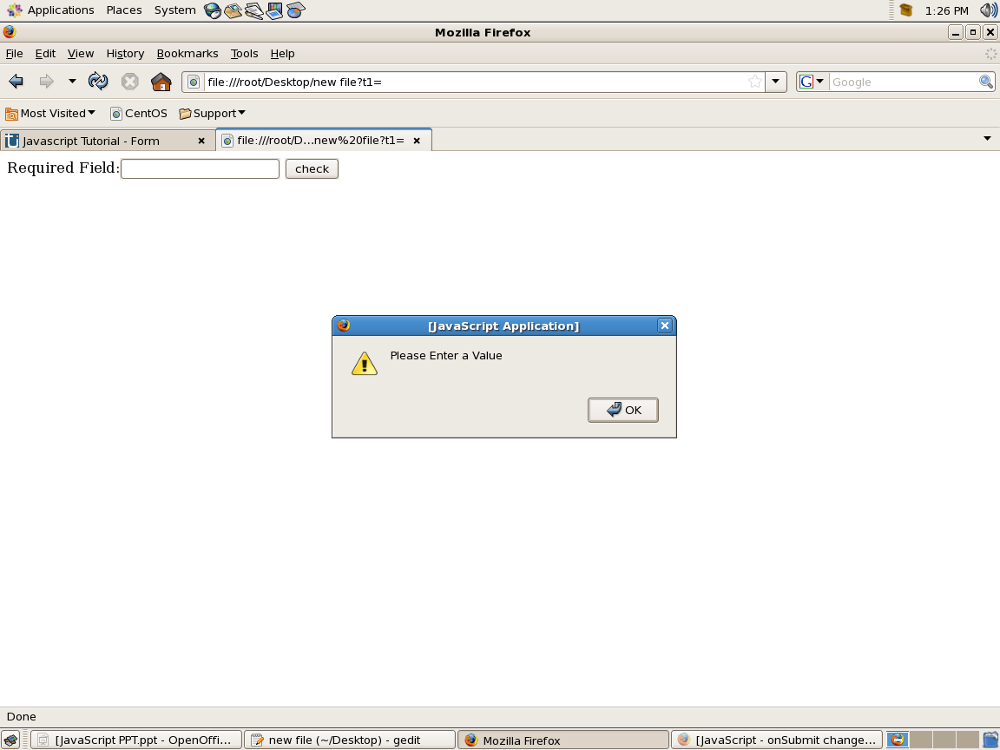 Applications Places System 1:26 PM
Mozilla Firefox
File Edit View History Bookmarks Tools Help
file:///root/Desktop/new file?t1= G Google
Most Visited CentOS Support
Javascript Tutorial - Form file:///root/D...new%20file?t1=
Required Field: check
[JavaScript Application]
Please Enter a Value
OK
Done
[JavaScript PPT.ppt - OpenOffi... new file (~/Desktop) - gedit Mozilla Firefox [JavaScript - onSubmit change...